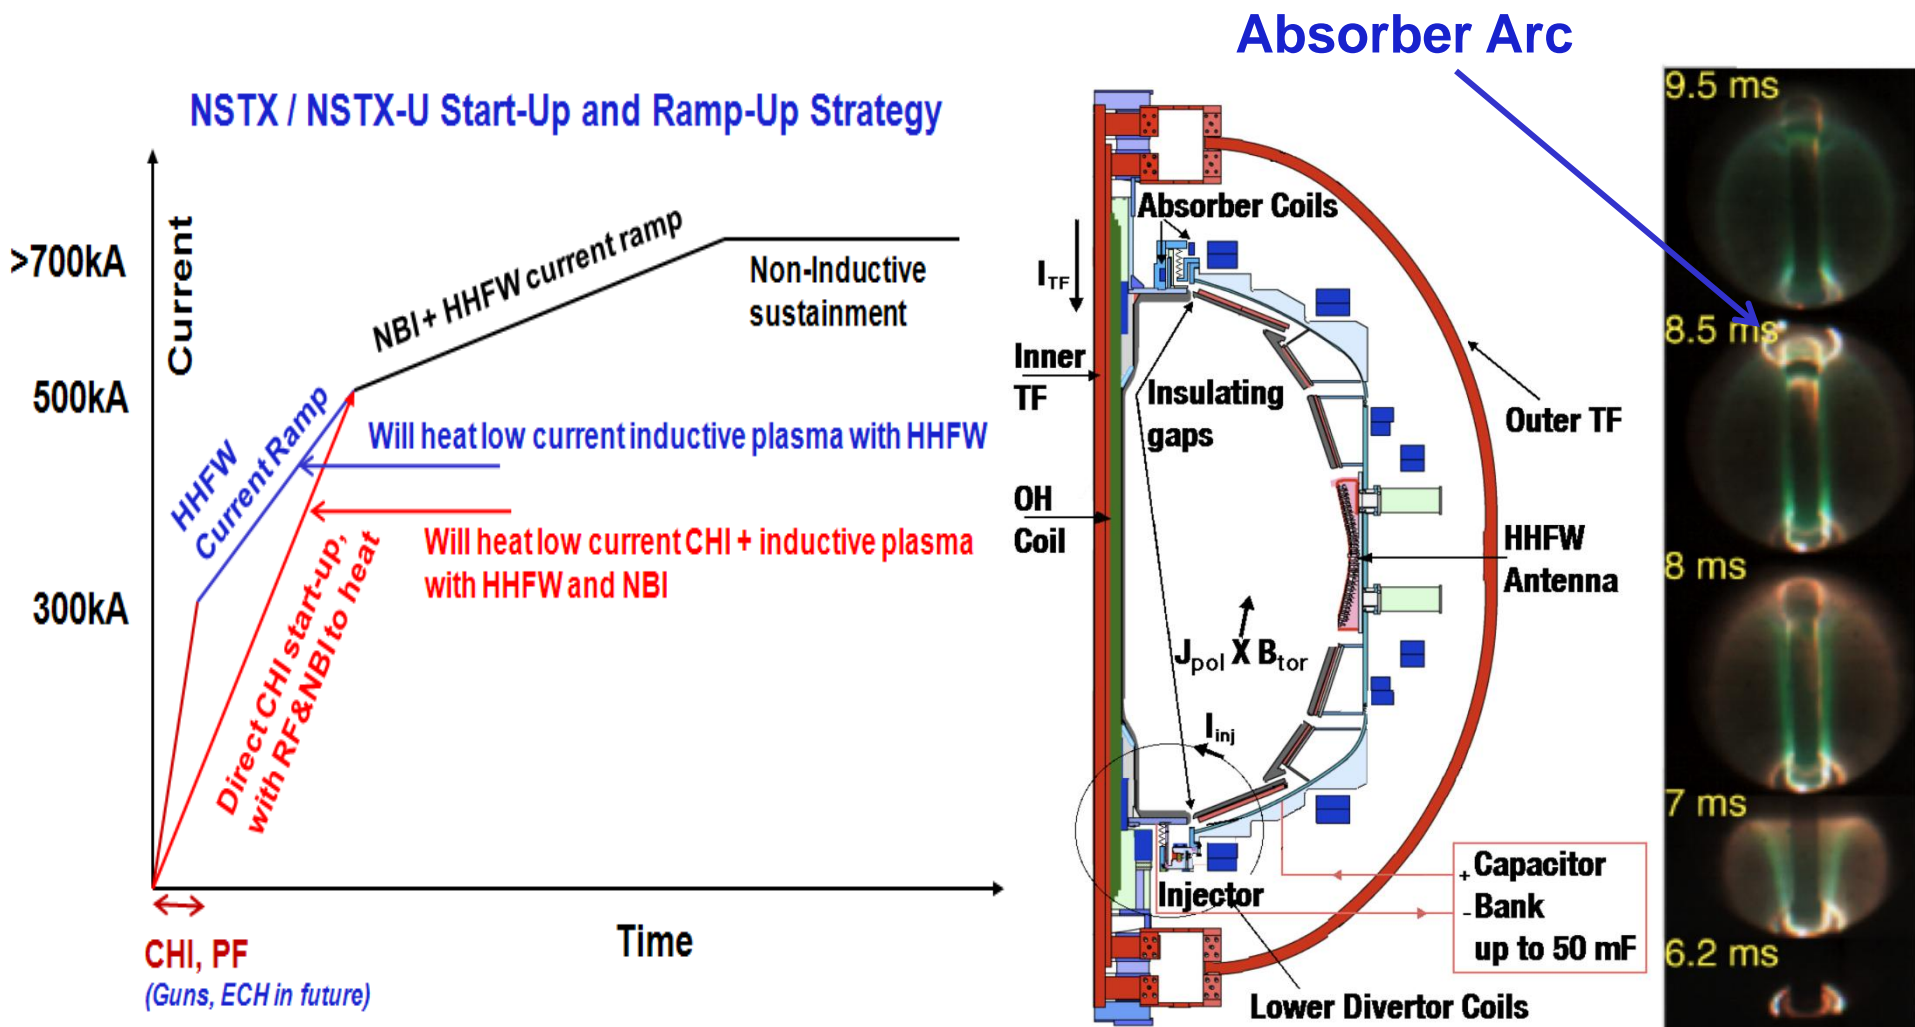 Absorber Arc
NSTX / NSTX-U Start-Up and Ramp-Up Strategy
Current
>700kA
500kA
300kA
NBI + HHFW current ramp
Non-Inductive
sustainment
HHFW
Current Ramp
Will heat low current inductive plasma with HHFW
Will heat low current CHI + inductive plasma
with HHFW and NBI
Direct CHI start-up,
with RF&NBI to heat
Time
CHI, PF
(Guns, ECH in future)
Absorber Coils
ITF
Inner
TF
Insulating
gaps
Outer TF
OH
Coil
HHFW
Antenna
Jpol X Btor
Iinj
Injector
+ Capacitor
- Bank
up to 50 mF
Lower Divertor Coils
9.5 ms
8.5 ms
8 ms
7 ms
6.2 ms